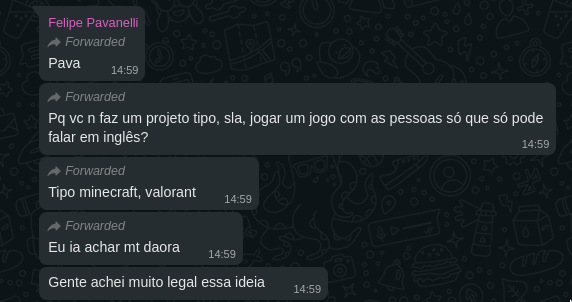 Felipe Pavanelli
Forwarded
Pava
14:59
Forwarded
Pq vc n faz um projeto tipo, sla, jogar um jogo com as pessoas só que só pode
falar em inglês?
14:59
Forwarded
Tipo minecraft, valorant
14:59
Forwarded
Eu ia achar mt daora
14:59
Gente achei muito legal essa ideia
14:59